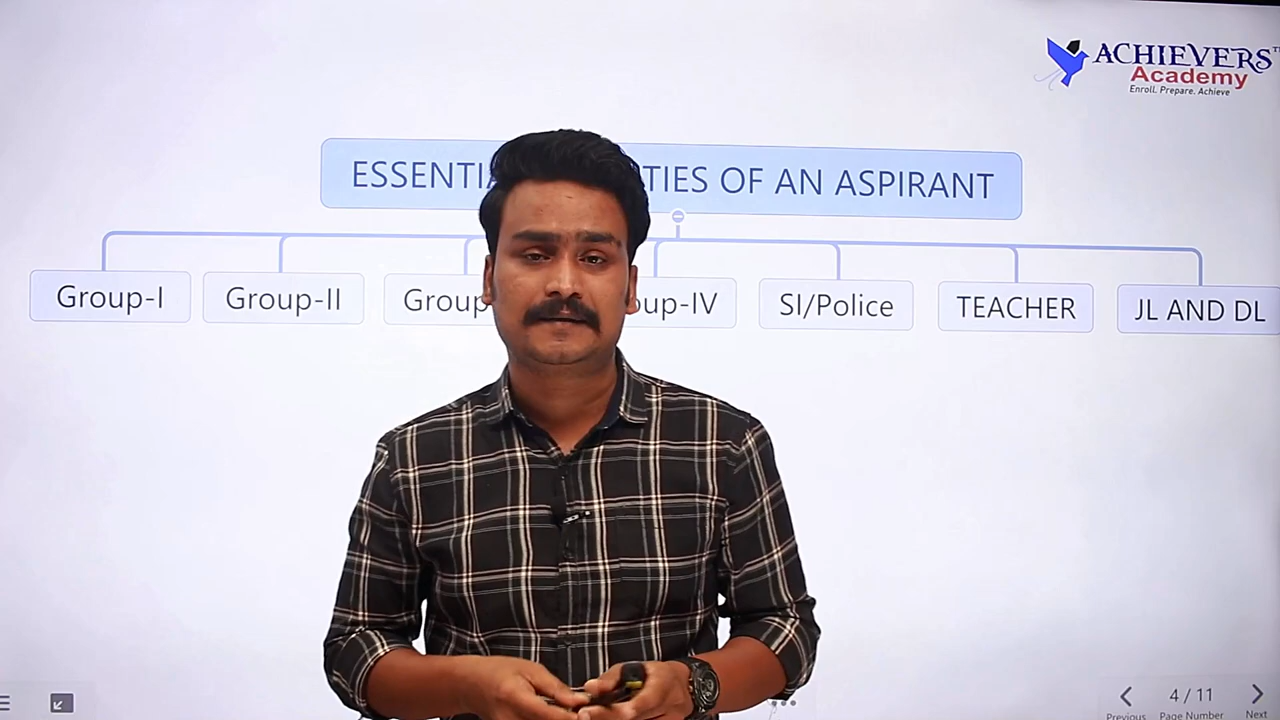 ACHIEVERS™
Academy
Enroll. Prepare. Achieve
ESSENTI TIES OF AN ASPIRANT
Group-I Group-II Group oup-IV SI/Police TEACHER JL AND DL
4 / 11
Previous Page Number Next